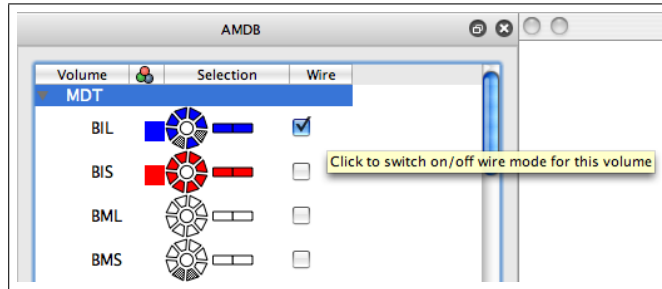 AMDB
Volume Selection Wire
MDT
BIL
Click to switch on/off wire mode for this volume
BIS
BML
BMS